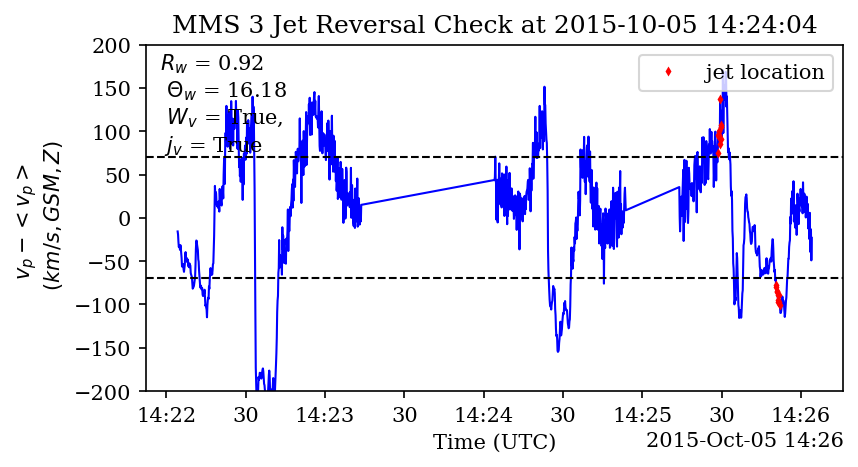 MMS 3 Jet Reversal Check at 2015-10-05 14:24:04
R_w = 0.92
Θ_w = 16.18
W_v = True,
j_v = True
jet location
v_p − < v_p >
(km/s, GSM, Z)
200
150
100
50
0
−50
−100
−150
−200
14:22 30 14:23 30 14:24 30 14:25 30 14:26
Time (UTC)
2015-Oct-05 14:26